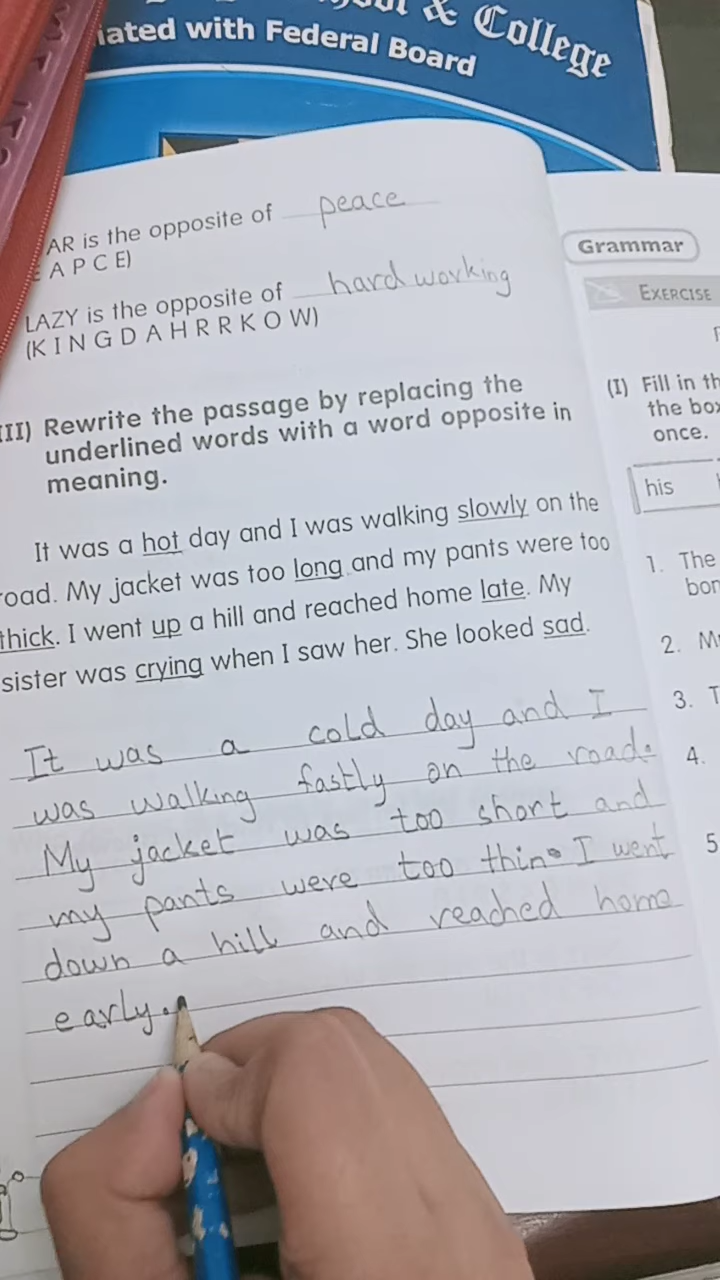 & College
iated with Federal Board
AR is the opposite of peace
A P C E)
LAZY is the opposite of hard working
(K I N G D A H R R K O W)
III) Rewrite the passage by replacing the
underlined words with a word opposite in
meaning.
It was a hot day and I was walking slowly on the
road. My jacket was too long and my pants were too
thick. I went up a hill and reached home late. My
sister was crying when I saw her. She looked sad.
It was a cold day and I
was walking fastly on the road.
My jacket was too short and
my pants were too thin. I went
down a hill and reached home
early.
Grammar
EXERCISE
(I) Fill in th
the box
once.
his
1. The
bon
2. M
3. T
4.
5